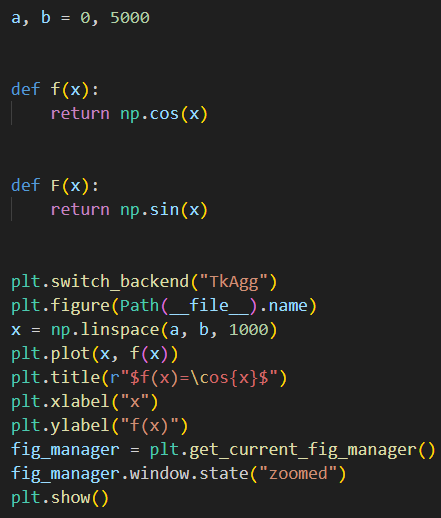 a, b = 0, 5000
def f(x):
    return np.cos(x)
def F(x):
    return np.sin(x)
plt.switch_backend("TkAgg")
plt.figure(Path(__file__).name)
x = np.linspace(a, b, 1000)
plt.plot(x, f(x))
plt.title(r"$f(x)=\cos{x}$")
plt.xlabel("x")
plt.ylabel("f(x)")
fig_manager = plt.get_current_fig_manager()
fig_manager.window.state("zoomed")
plt.show()